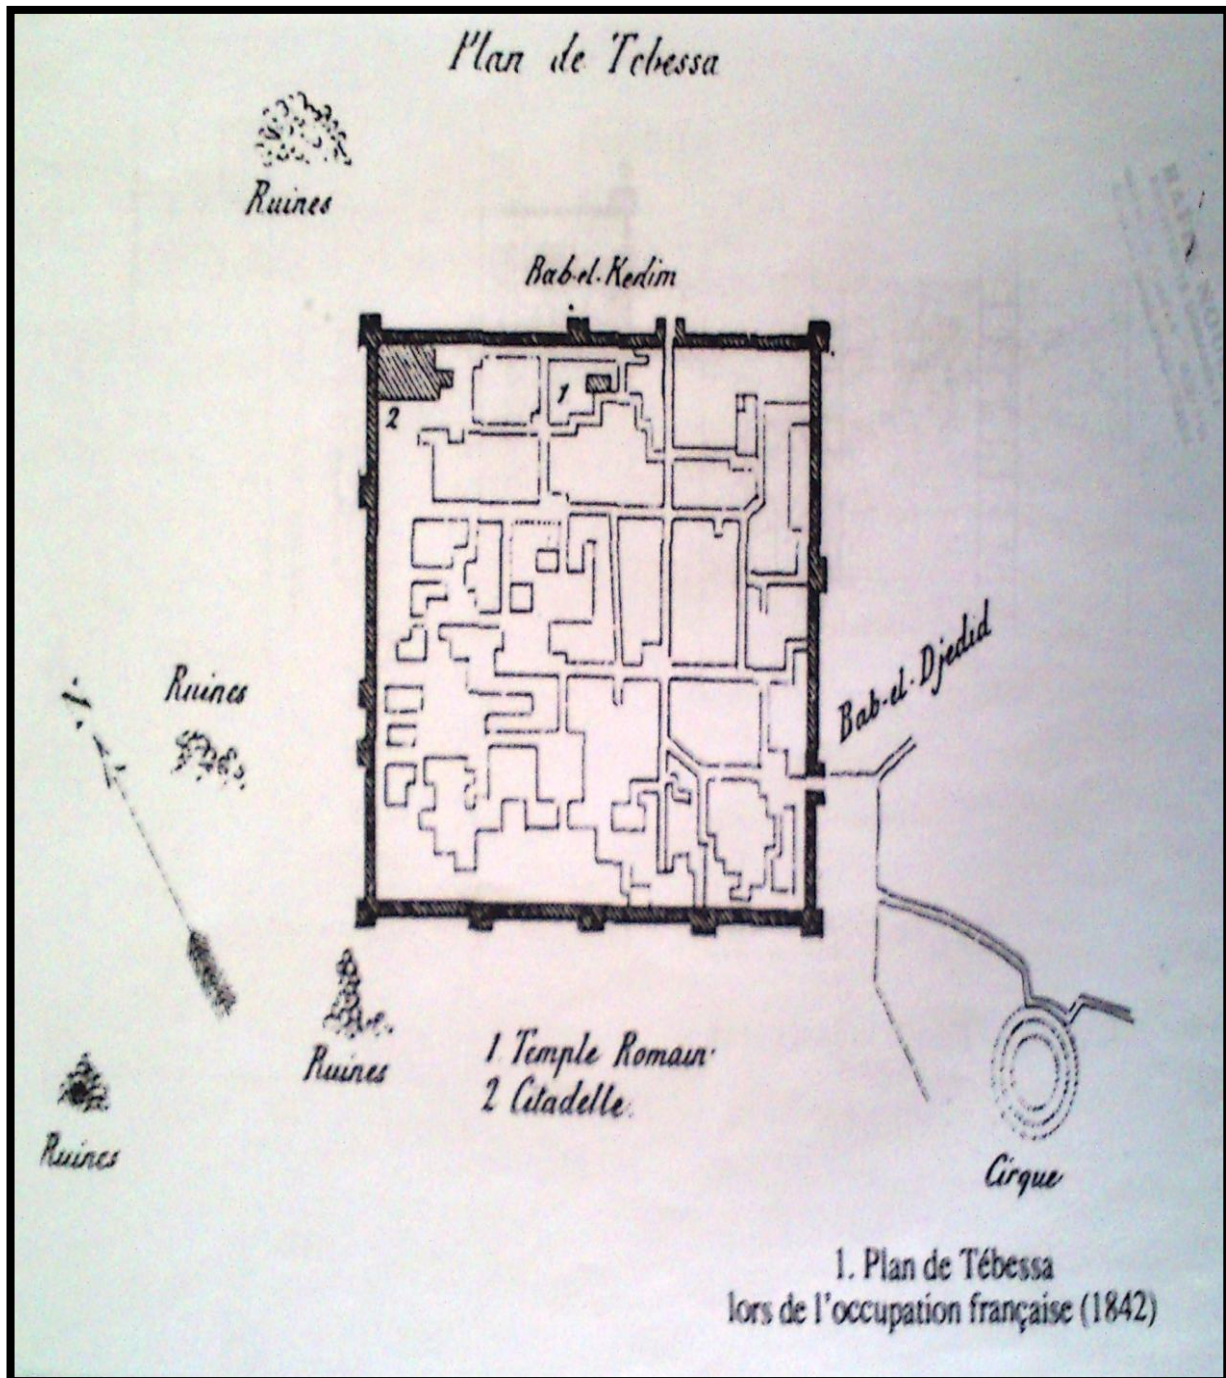 Plan de Tebessa
Ruines
Bab-el-Kedim
1
2
Ruines
Bab-el-Djedid
Ruines
1 Temple Romain
2 Citadelle
Ruines
Cirque
1. Plan de Tébessa
lors de l'occupation française (1842)